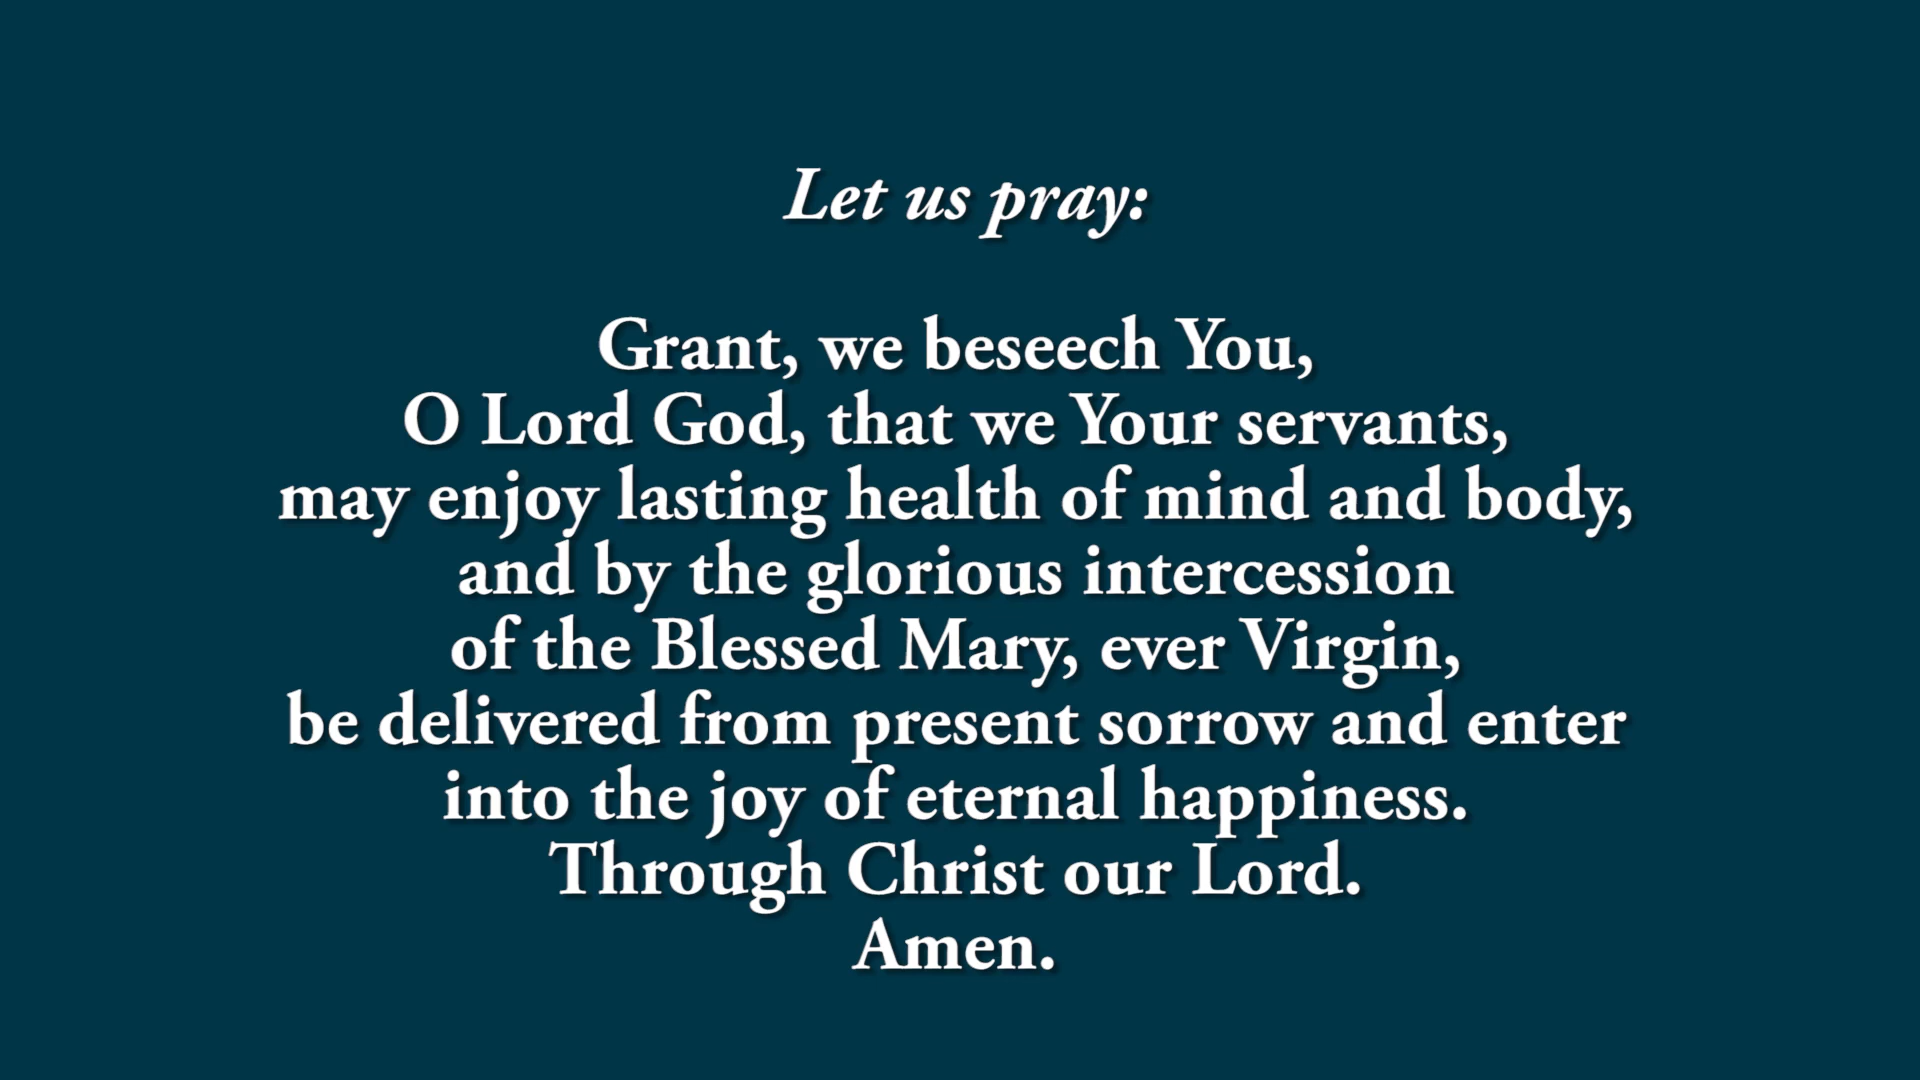 Let us pray:
Grant, we beseech You,
O Lord God, that we Your servants,
may enjoy lasting health of mind and body,
and by the glorious intercession
of the Blessed Mary, ever Virgin,
be delivered from present sorrow and enter
into the joy of eternal happiness.
Through Christ our Lord.
Amen.